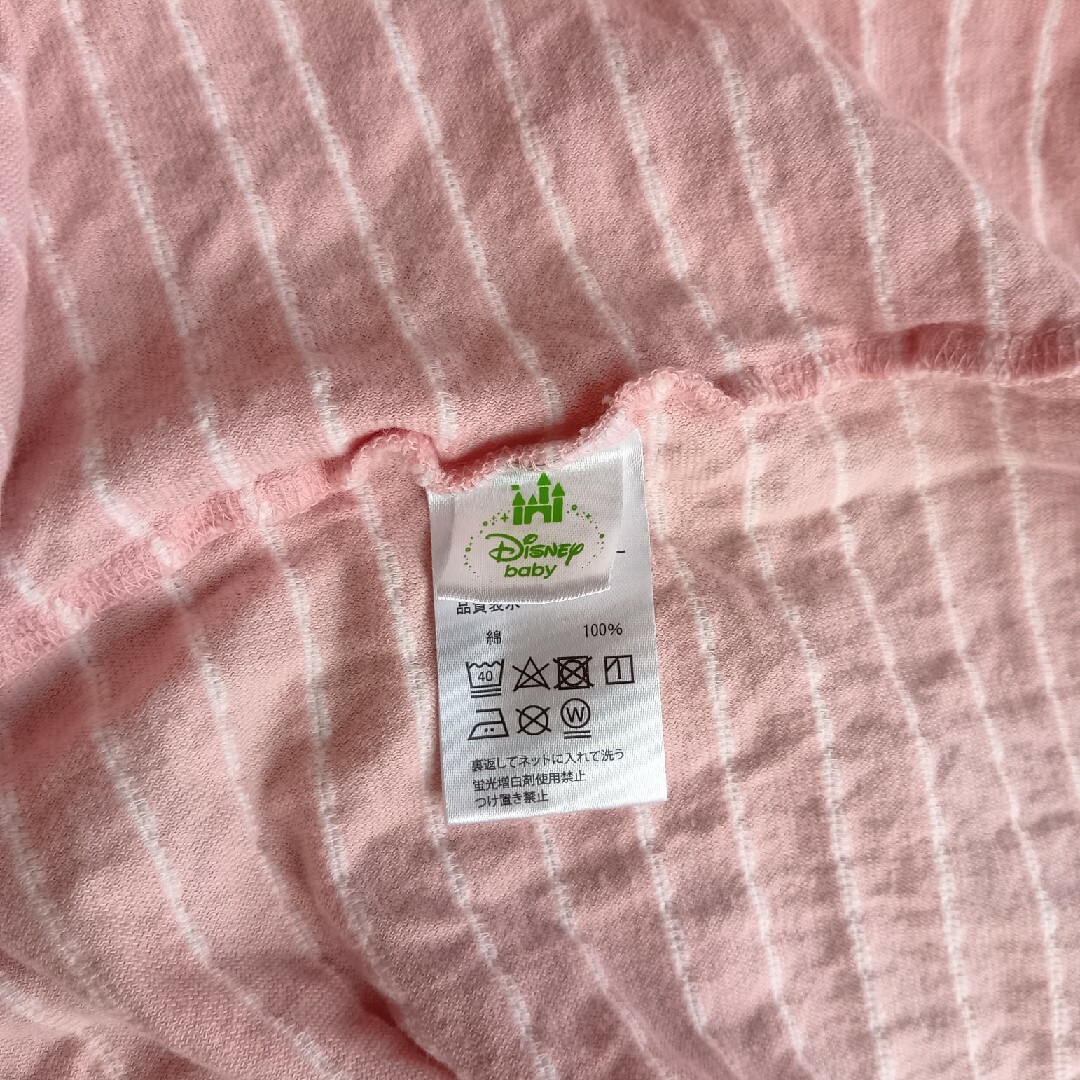 Disney
baby
品質表示
綿 100%
40
W
裏返してネットに入れて洗う
蛍光増白剤使用禁止
つけ置き禁止